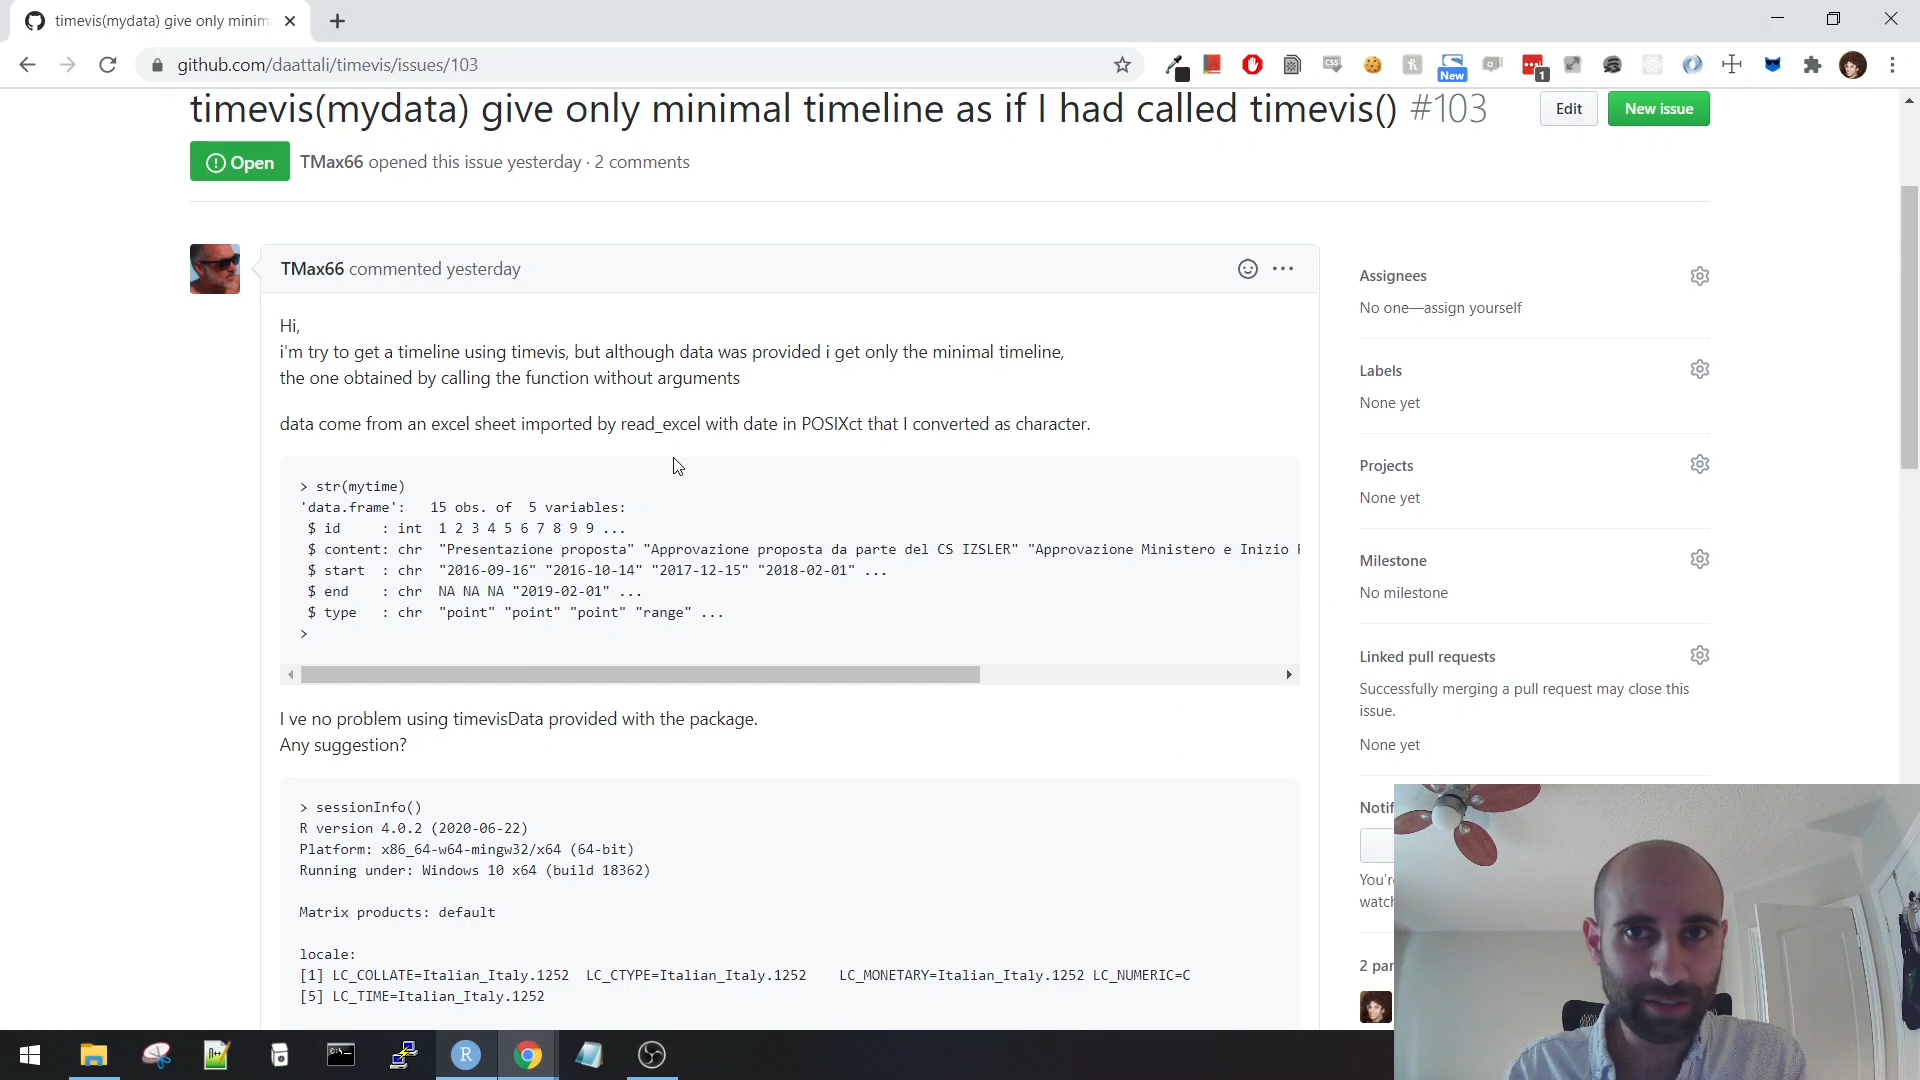 timevis(mydata) give only minim
github.com/daattali/timevis/issues/103
New
1
timevis(mydata) give only minimal timeline as if I had called timevis() #103
Edit
New issue
Open
TMax66 opened this issue yesterday · 2 comments
TMax66 commented yesterday
Hi,
i'm try to get a timeline using timevis, but although data was provided i get only the minimal timeline,
the one obtained by calling the function without arguments
data come from an excel sheet imported by read_excel with date in POSIXct that I converted as character.
> str(mytime)
'data.frame':   15 obs. of  5 variables:
$ id     : int  1 2 3 4 5 6 7 8 9 9 ...
$ content: chr  "Presentazione proposta" "Approvazione proposta da parte del CS IZSLER" "Approvazione Ministero e Inizio
$ start  : chr  "2016-09-16" "2016-10-14" "2017-12-15" "2018-02-01" ...
$ end    : chr  NA NA NA "2019-02-01" ...
$ type   : chr  "point" "point" "point" "range" ...
>
I ve no problem using timevisData provided with the package.
Any suggestion?
> sessionInfo()
R version 4.0.2 (2020-06-22)
Platform: x86_64-w64-mingw32/x64 (64-bit)
Running under: Windows 10 x64 (build 18362)
Matrix products: default
locale:
[1] LC_COLLATE=Italian_Italy.1252  LC_CTYPE=Italian_Italy.1252    LC_MONETARY=Italian_Italy.1252 LC_NUMERIC=C
[5] LC_TIME=Italian_Italy.1252
Assignees
No one—assign yourself
Labels
None yet
Projects
None yet
Milestone
No milestone
Linked pull requests
Successfully merging a pull request may close this
issue.
None yet
Notif
You're
watch
2 par